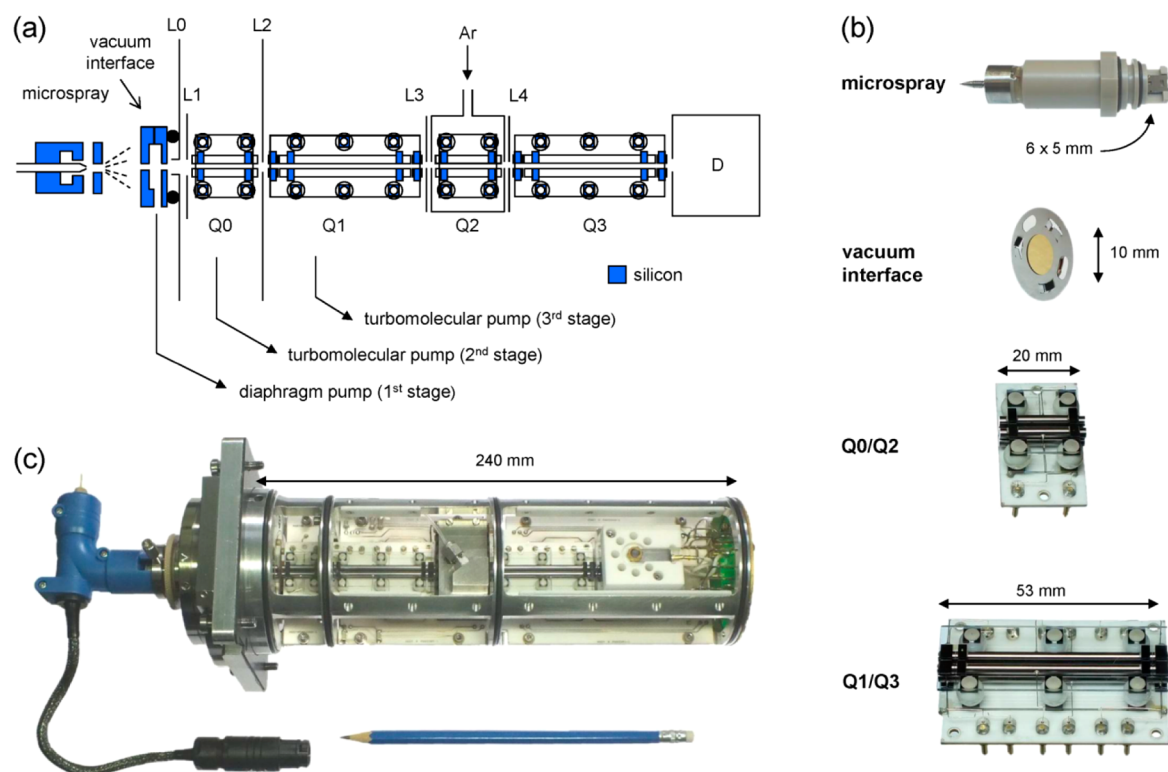 (a)
L0
L2
vacuum
interface
Ar
L1
L3
L4
microspray
D
Q0
Q1
Q2
Q3
silicon
turbomolecular pump (3rd stage)
turbomolecular pump (2nd stage)
diaphragm pump (1st stage)
(b)
microspray
6 x 5 mm
vacuum
interface
10 mm
20 mm
Q0/Q2
53 mm
Q1/Q3
(c)
240 mm